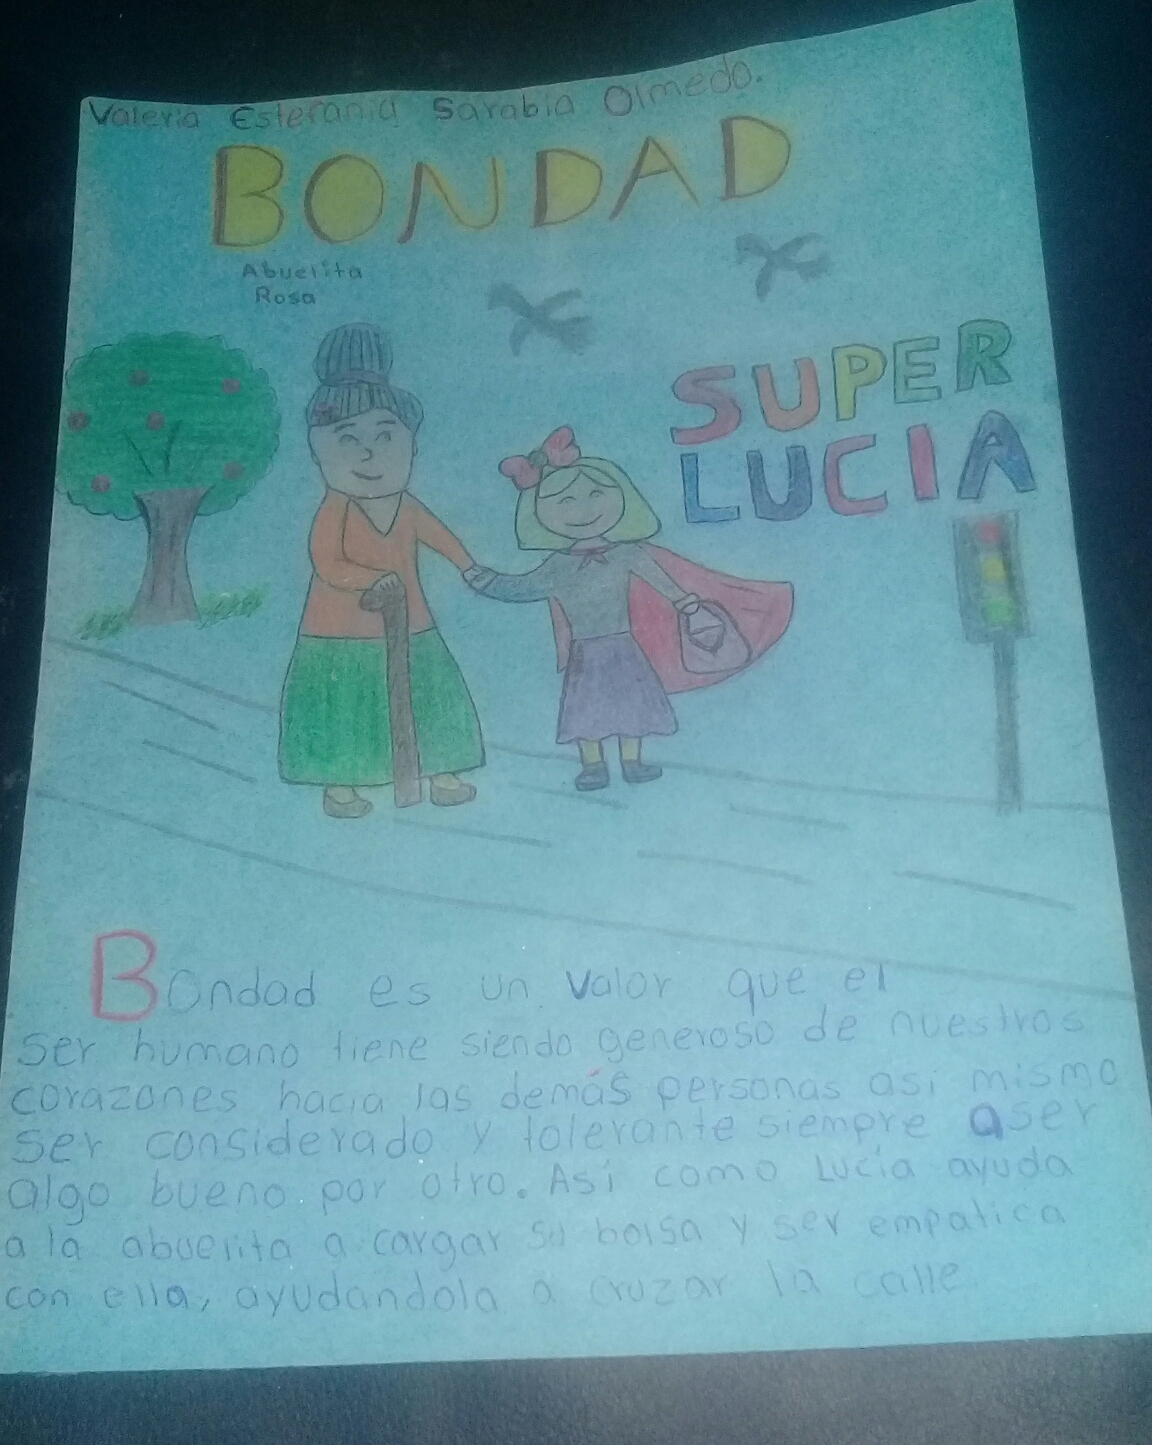 Valeria Estefania Sarabia Olmedo.
BONDAD
Abuelita
Rosa
SUPER
LUCIA
Bondad es un valor que el
ser humano tiene siendo generoso de nuestros
corazones hacia las demás personas asi mismo
ser considerado y tolerante siempre aser
algo bueno por otro. Así como Lucía ayuda
a la abuelita a cargar su bolsa y ser empatica
con ella, ayudandola a cruzar la calle